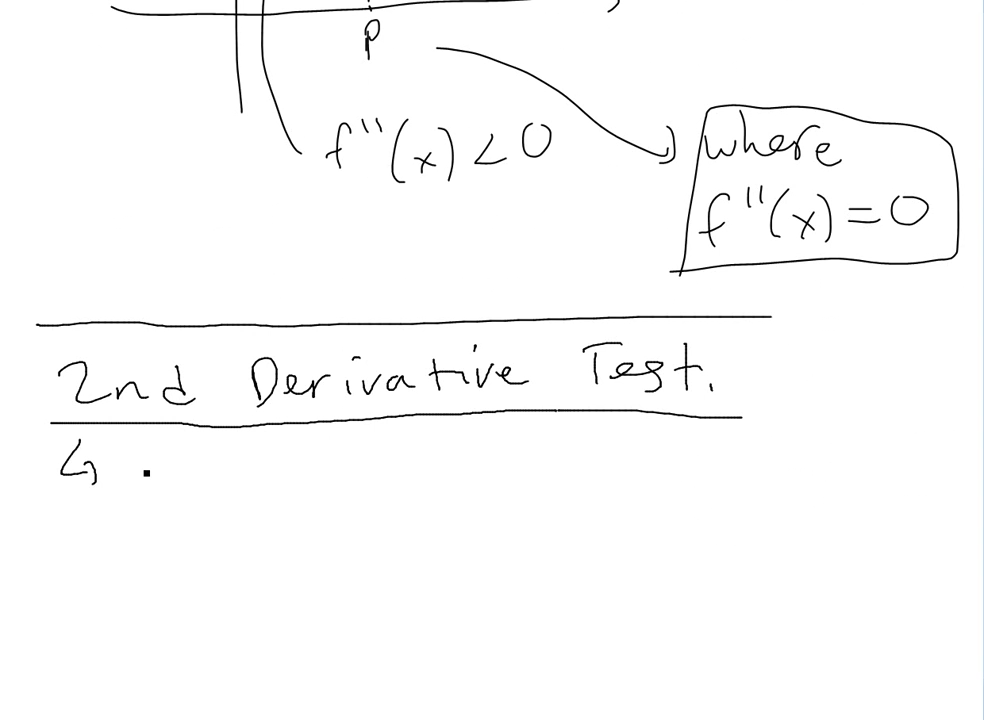 p
f''(x) < 0
where
f''(x) = 0
2nd Derivative Test.